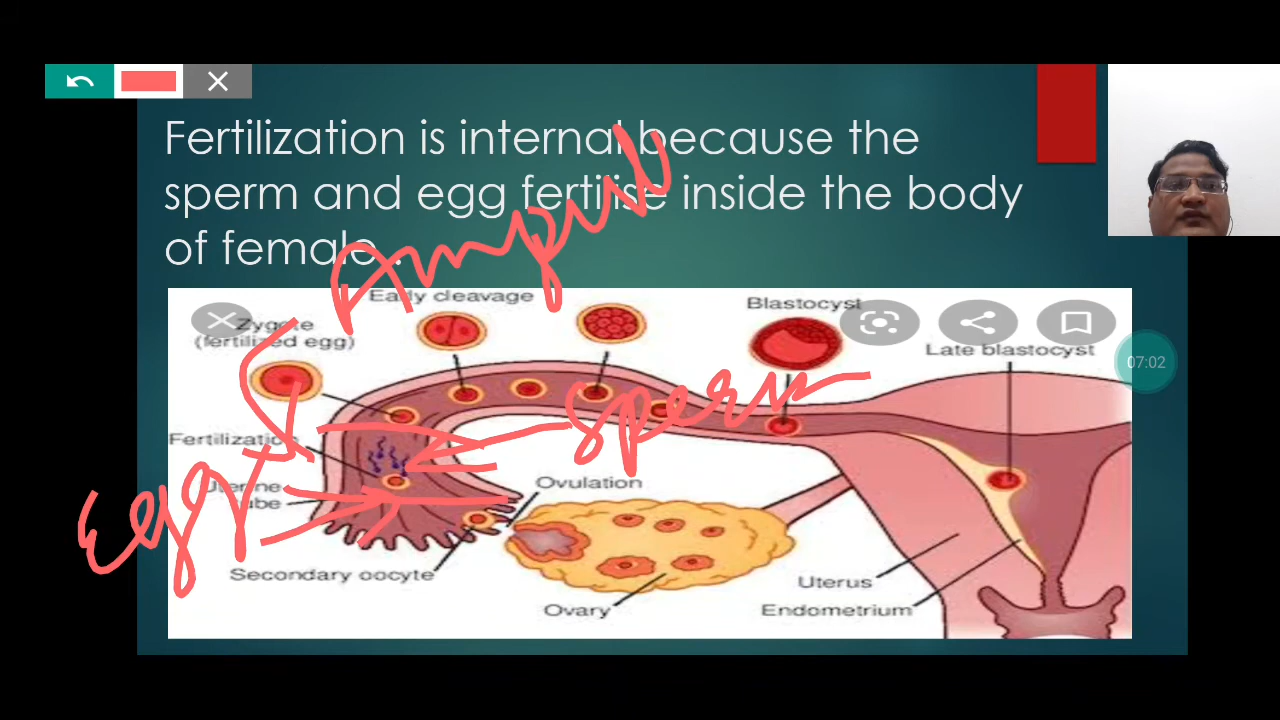 Fertilization is internal because the
sperm and egg fertilise inside the body
of female.
Ampul
Early cleavage
Blastocyst
Zygote
(fertilized egg)
Late blastocyst
07:02
sperm
Fertilization
Egg
Uterine
tube
Ovulation
Secondary oocyte
Uterus
Ovary
Endometrium